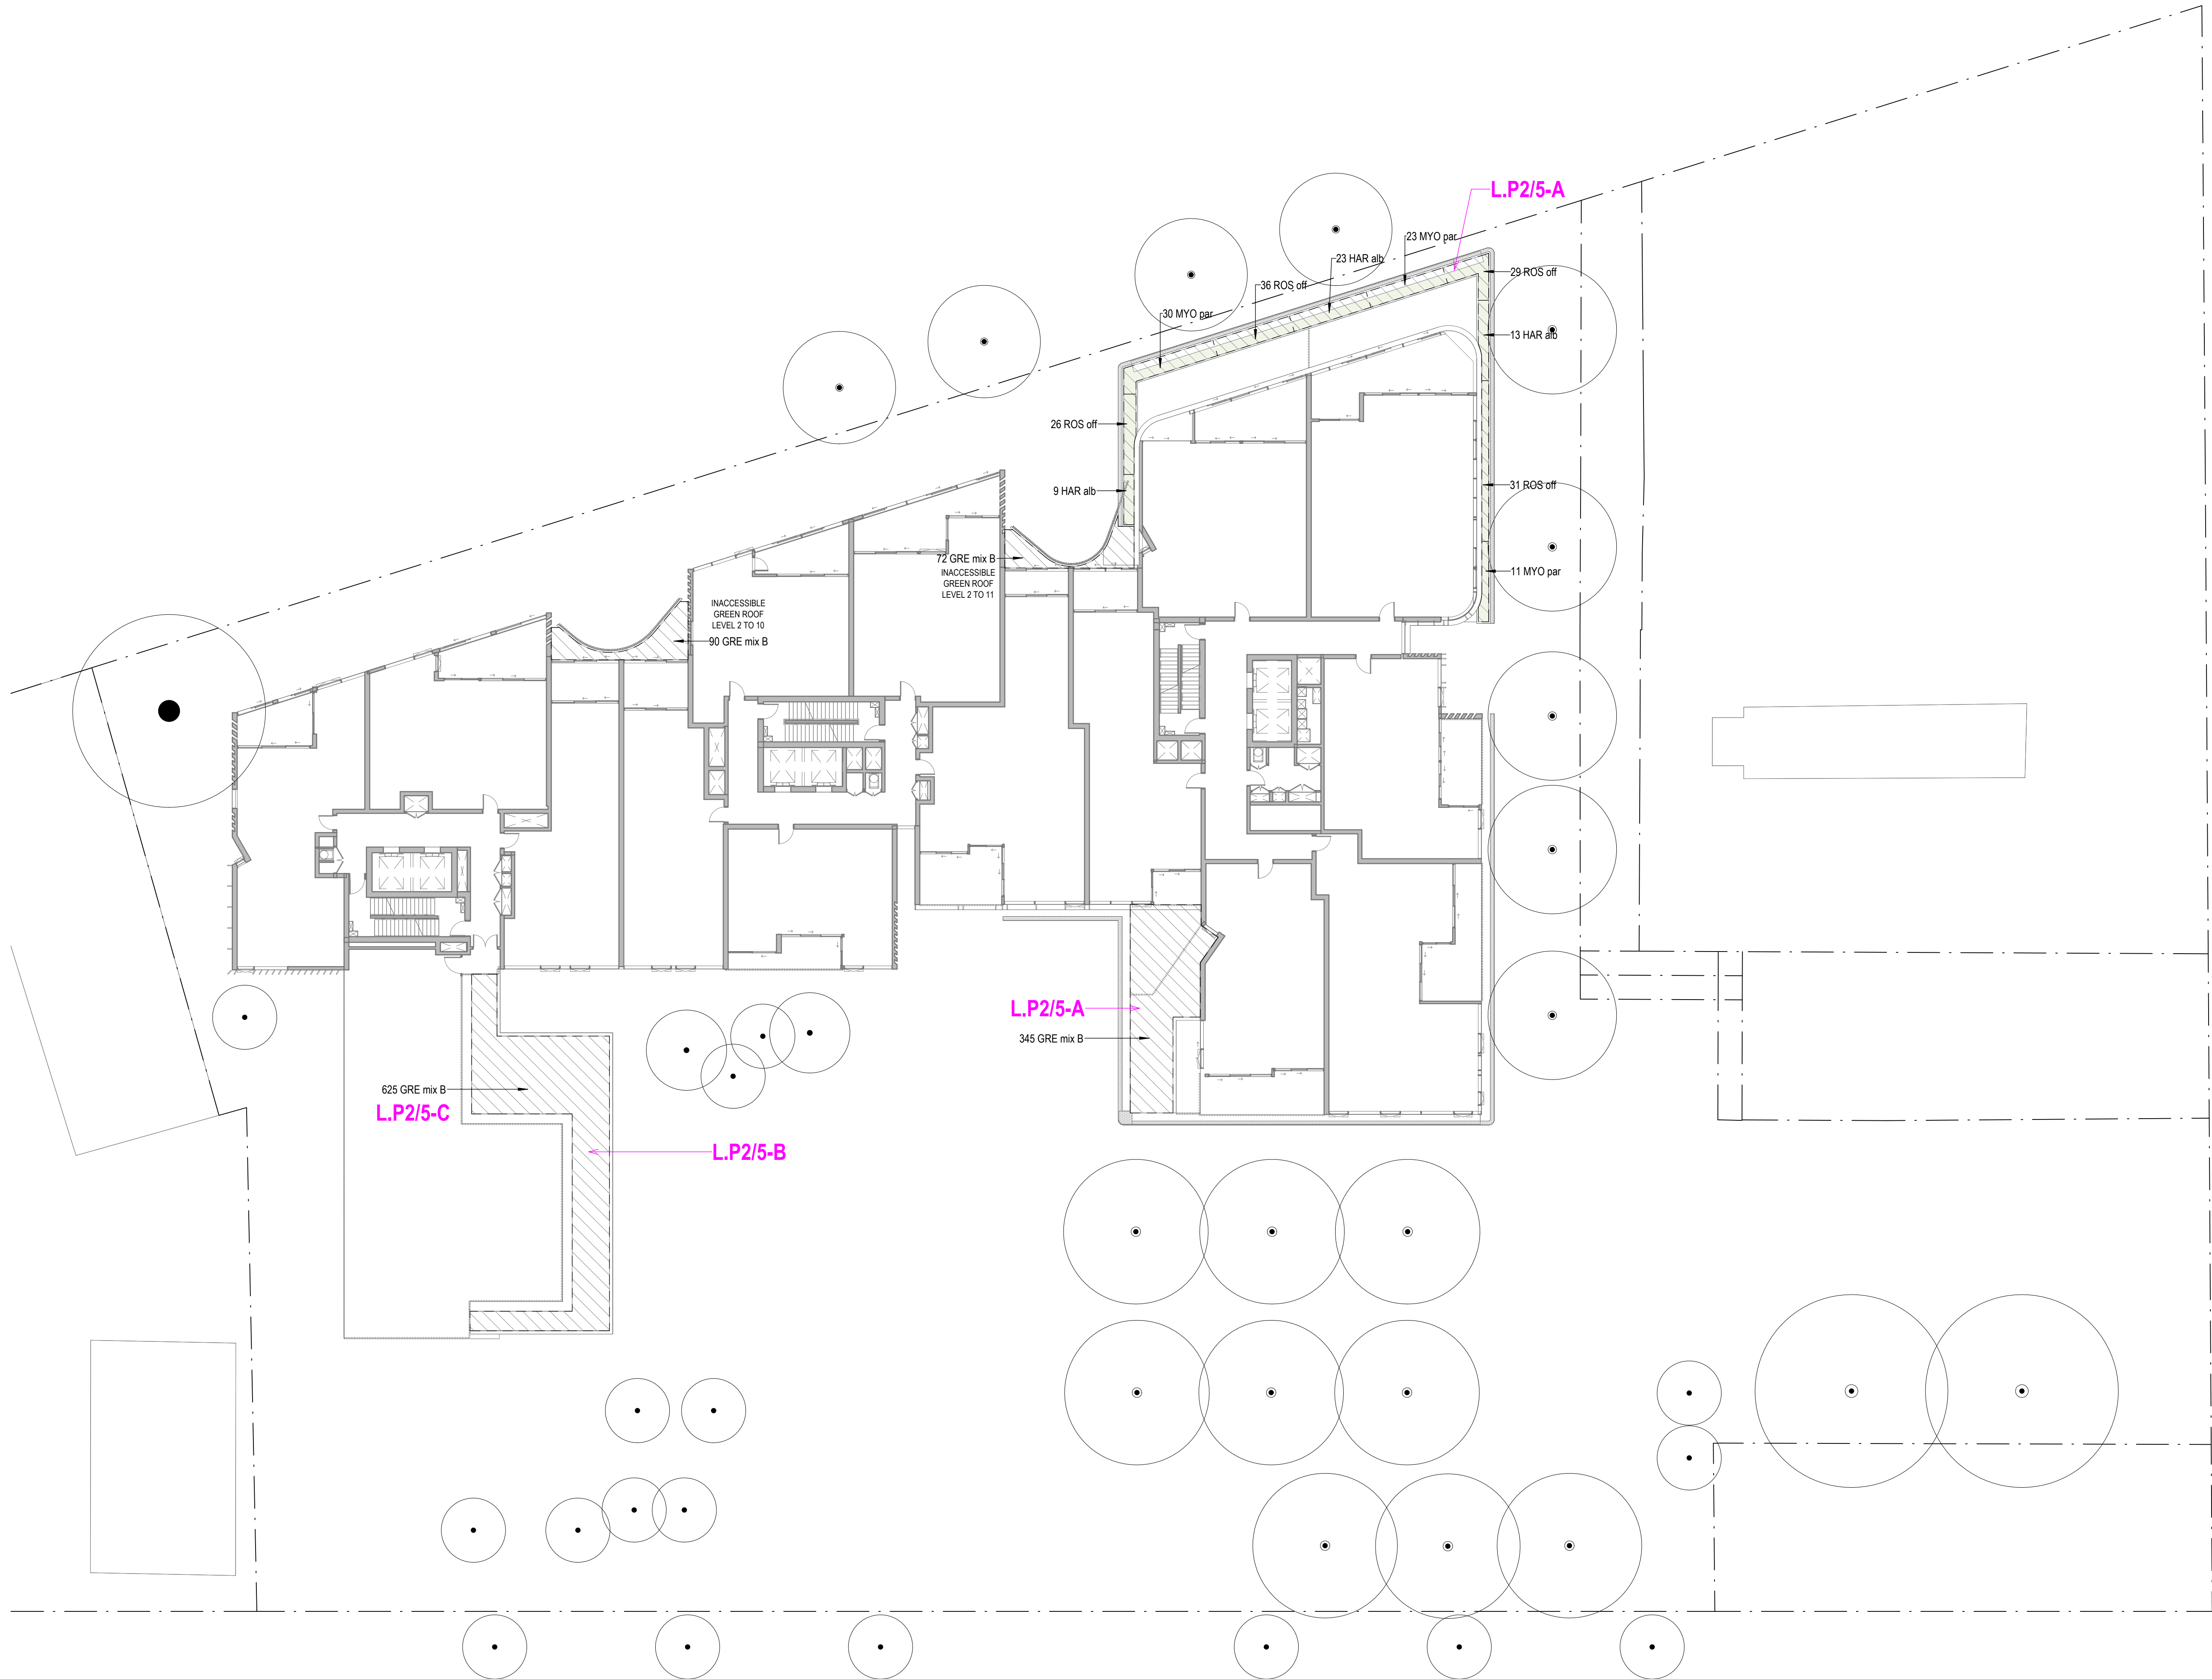 L.P2/5-A
23 MYO par
23 HAR alb
29 ROS off
36 ROS off
30 MYO par
13 HAR alb
26 ROS off
31 ROS off
9 HAR alb
72 GRE mix B
INACCESSIBLE
GREEN ROOF
LEVEL 2 TO 11
11 MYO par
INACCESSIBLE
GREEN ROOF
LEVEL 2 TO 10
90 GRE mix B
L.P2/5-A
345 GRE mix B
625 GRE mix B
L.P2/5-C
L.P2/5-B